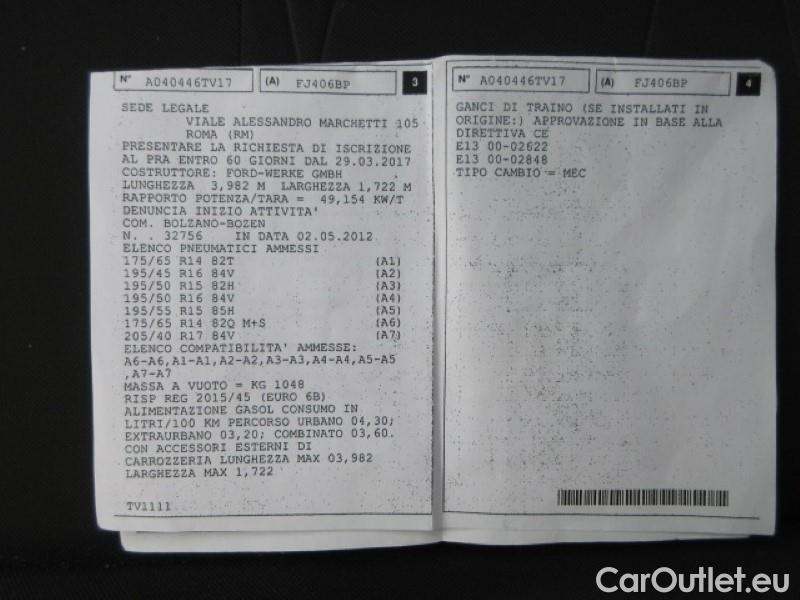 N° A040446TV17 (A) FJ406BP 3
SEDE LEGALE
VIALE ALESSANDRO MARCHETTI 105
ROMA (RM)
PRESENTARE LA RICHIESTA DI ISCRIZIONE
AL PRA ENTRO 60 GIORNI DAL 29.03.2017
COSTRUTTORE: FORD-WERKE GMBH
LUNGHEZZA 3,982 M LARGHEZZA 1,722 M
RAPPORTO POTENZA/TARA = 49,154 KW/T
DENUNCIA INIZIO ATTIVITA'
COM. BOLZANO-BOZEN
N. . 32756 IN DATA 02.05.2012
ELENCO PNEUMATICI AMMESSI
175/65 R14 82T (A1)
195/45 R16 84V (A2)
195/50 R15 82H (A3)
195/50 R16 84V (A4)
195/55 R15 85H (A5)
175/65 R14 82Q M+S (A6)
205/40 R17 84V (A7)
ELENCO COMPATIBILITA' AMMESSE:
A6-A6,A1-A1,A2-A2,A3-A3,A4-A4,A5-A5
,A7-A7
MASSA A VUOTO = KG 1048
RISP REG 2015/45 (EURO 6B)
ALIMENTAZIONE GASOL CONSUMO IN
LITRI/100 KM PERCORSO URBANO 04,30;
EXTRAURBANO 03,20; COMBINATO 03,60.
CON ACCESSORI ESTERNI DI
CARROZZERIA LUNGHEZZA MAX 03,982
LARGHEZZA MAX 1,722
TV1111
N° A040446TV17 (A) FJ406BP 4
GANCI DI TRAINO (SE INSTALLATI IN
ORIGINE:) APPROVAZIONE IN BASE ALLA
DIRETTIVA CE
E13 00-02622
E13 00-02848
TIPO CAMBIO = MEC
CarOutlet.eu